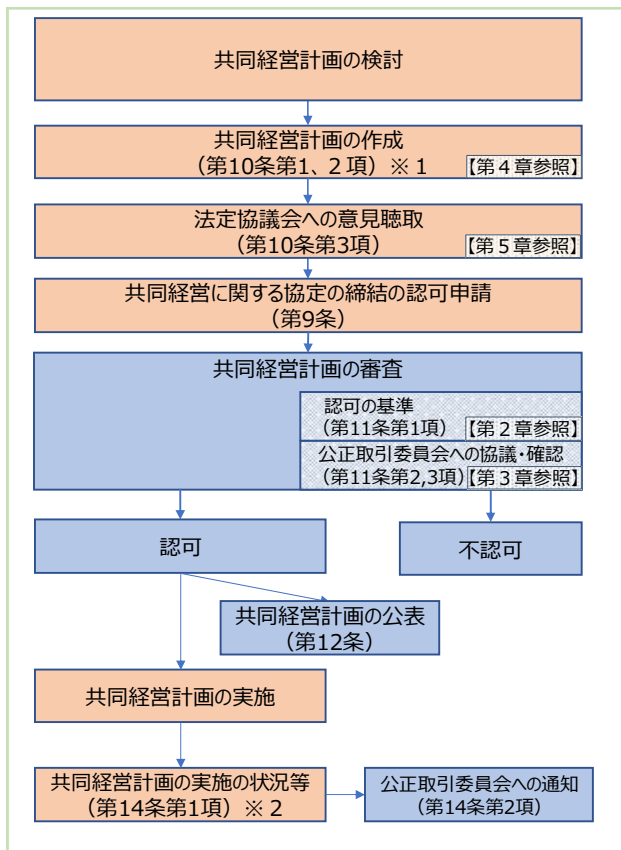 共同経営計画の検討
共同経営計画の作成
(第10条第1、2項) ※1
【第4章参照】
法定協議会への意見聴取
(第10条第3項)
【第5章参照】
共同経営に関する協定の締結の認可申請
(第9条)
共同経営計画の審査
認可の基準
(第11条第1項)
【第2章参照】
公正取引委員会への協議・確認
(第11条第2,3項)
【第3章参照】
認可
不認可
共同経営計画の公表
(第12条)
共同経営計画の実施
共同経営計画の実施の状況等
(第14条第1項) ※2
公正取引委員会への通知
(第14条第2項)